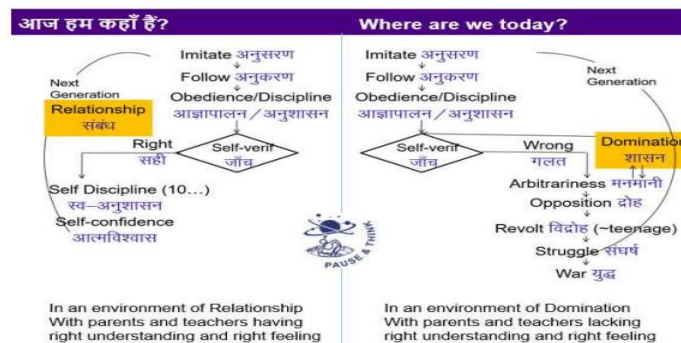 आज हम कहाँ हैं?
Where are we today?
Imitate अनुसरण
Next
Generation
Follow अनुकरण
Relationship
संबंध
Obedience/Discipline
आज्ञापालन/अनुशासन
Right
सही
Self-verif
जाँच
Self Discipline (10...)
स्व-अनुशासन
Self-confidence
आत्मविश्वास
In an environment of Relationship
With parents and teachers having
right understanding and right feeling
PAUSE & THINK
Imitate अनुसरण
Next
Generation
Follow अनुकरण
Obedience/Discipline
आज्ञापालन/अनुशासन
Self-verif
जाँच
Wrong
गलत
Domination
शासन
Arbitrariness मनमानी
Opposition द्रोह
Revolt विद्रोह (~teenage)
Struggle संघर्ष
War युद्ध
In an environment of Domination
With parents and teachers lacking
right understanding and right feeling